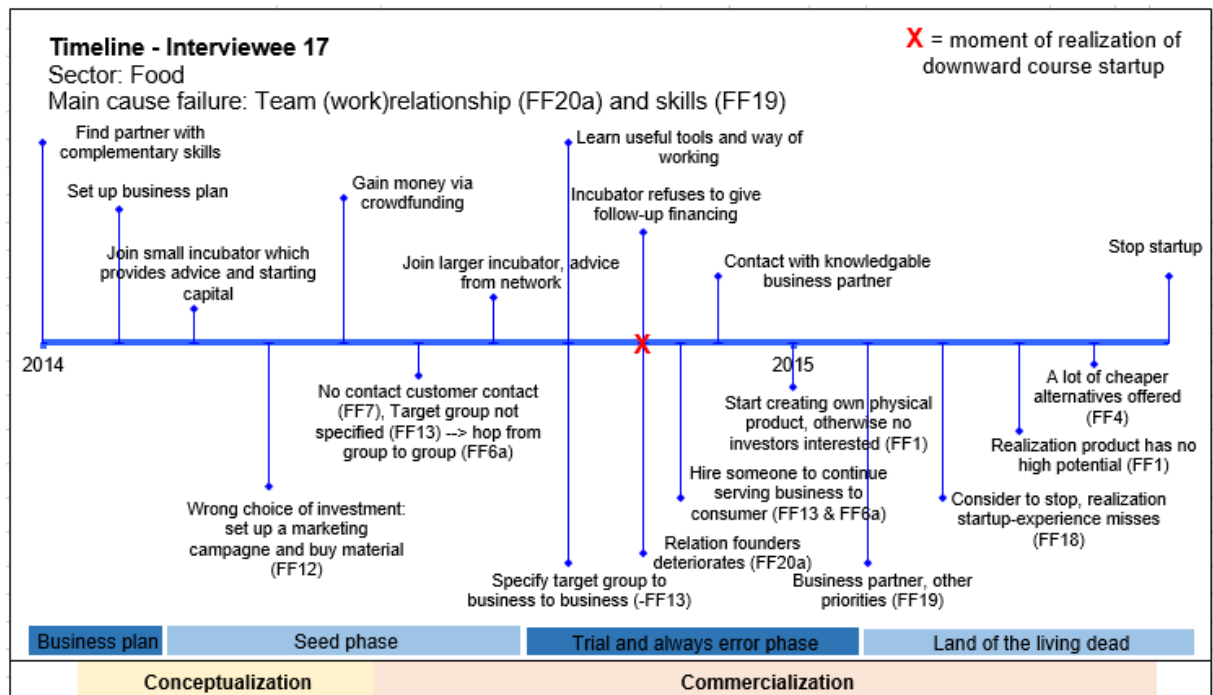 Timeline - Interviewee 17
Sector: Food
Main cause failure: Team (work)relationship (FF20a) and skills (FF19)
X = moment of realization of
downward course startup
Find partner with
complementary skills
Set up business plan
Join small incubator which
provides advice and starting
capital
Gain money via
crowdfunding
Join larger incubator, advice
from network
Learn useful tools and way of
working
Incubator refuses to give
follow-up financing
Contact with knowledgable
business partner
Stop startup
X
2014
2015
Wrong choice of investment:
set up a marketing
campagne and buy material
(FF12)
No contact customer contact
(FF7), Target group not
specified (FF13) --> hop from
group to group (FF6a)
Specify target group to
business to business (-FF13)
Relation founders
deteriorates (FF20a)
Hire someone to continue
serving business to
consumer (FF13 & FF6a)
Start creating own physical
product, otherwise no
investors interested (FF1)
Business partner, other
priorities (FF19)
Consider to stop, realization
startup-experience misses
(FF18)
Realization product has no
high potential (FF1)
A lot of cheaper
alternatives offered
(FF4)
Business plan
Seed phase
Trial and always error phase
Land of the living dead
Conceptualization
Commercialization